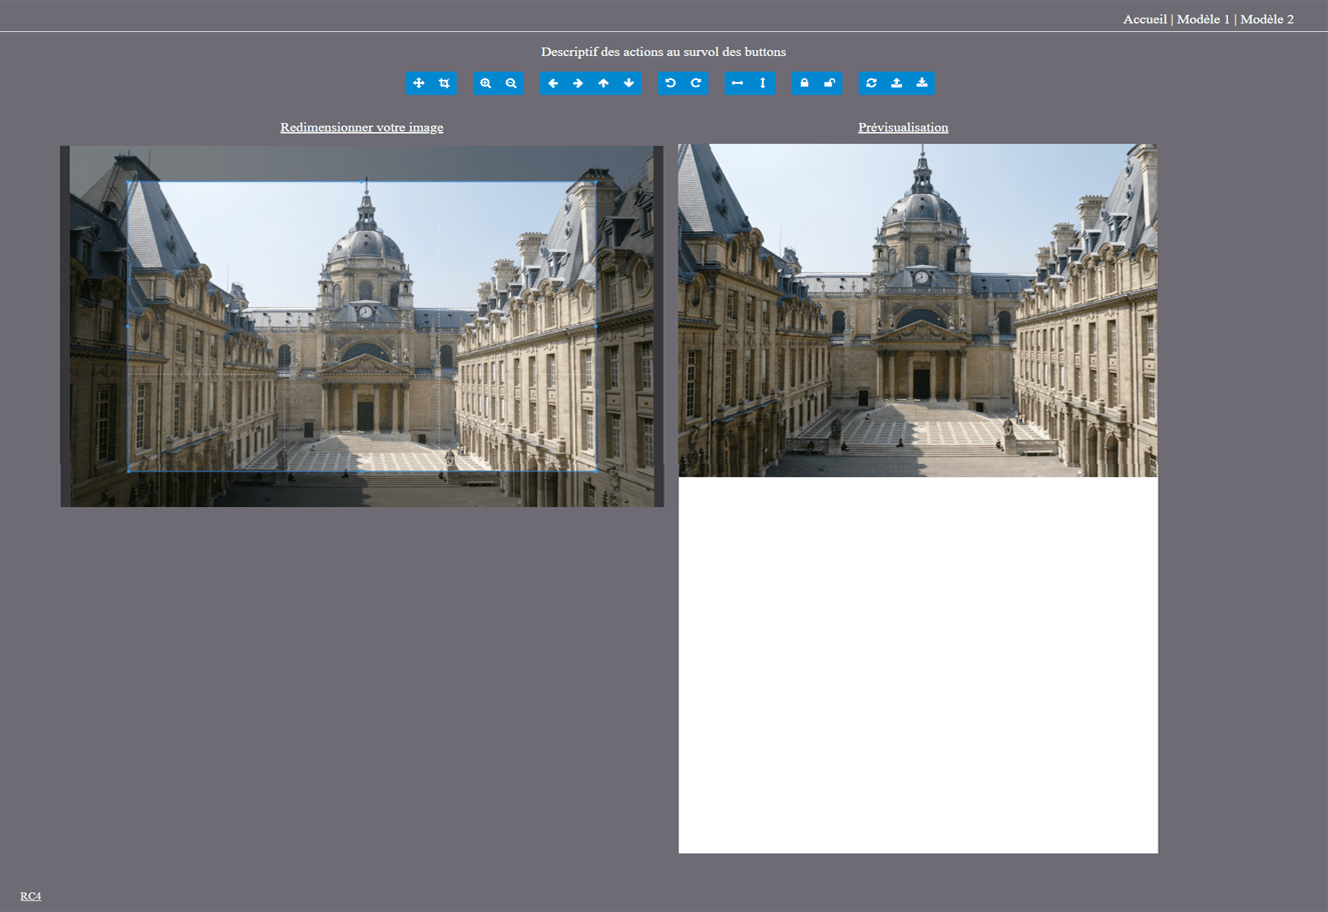 Accueil | Modèle 1 | Modèle 2
Descriptif des actions au survol des buttons
Redimensionner votre image
Prévisualisation
RC4